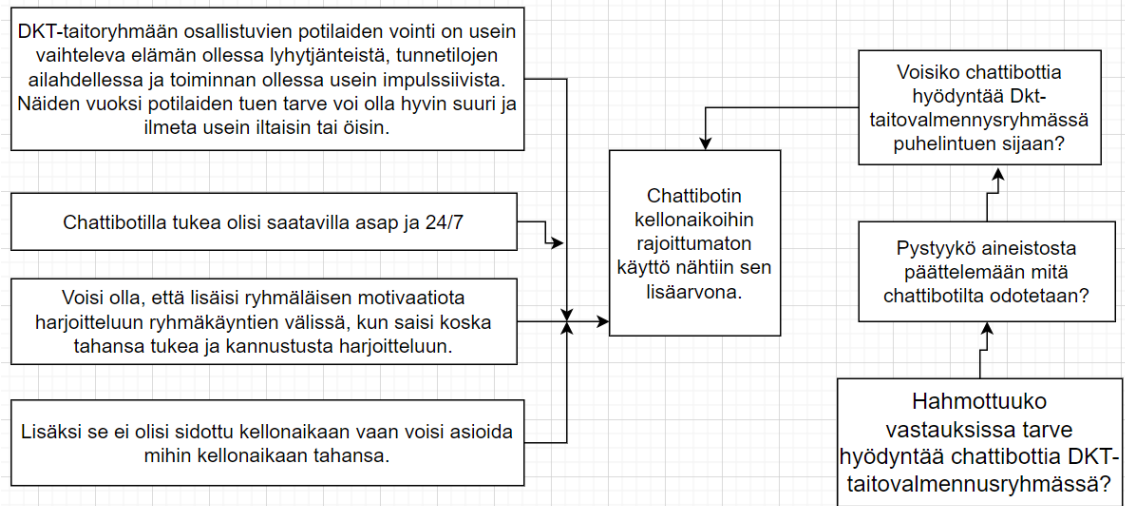 DKT-taitoryhmään osallistuvien potilaiden vointi on usein
vaihteleva elämän ollessa lyhytjänteistä, tunnetilojen
ailahdellessa ja toiminnan ollessa usein impulssiivista.
Näiden vuoksi potilaiden tuen tarve voi olla hyvin suuri ja
ilmeta usein iltaisin tai öisin.
Chattibotilla tukea olisi saatavilla asap ja 24/7
Voisi olla, että lisäisi ryhmäläisen motivaatiota
harjoitteluun ryhmäkäyntien välissä, kun saisi koska
tahansa tukea ja kannustusta harjoitteluun.
Lisäksi se ei olisi sidottu kellonaikaan vaan voisi asioida
mihin kellonaikaan tahansa.
Chattibotin
kellonaikoihin
rajoittumaton
käyttö nähtiin sen
lisäarvona.
Voisiko chattibottia
hyödyntää Dkt-
taitovalmennysryhmässä
puhelintuen sijaan?
Pystyykö aineistosta
päättelemään mitä
chattibotilta odotetaan?
Hahmottuuko
vastauksissa tarve
hyödyntää chattibottia DKT-
taitovalmennusryhmässä?